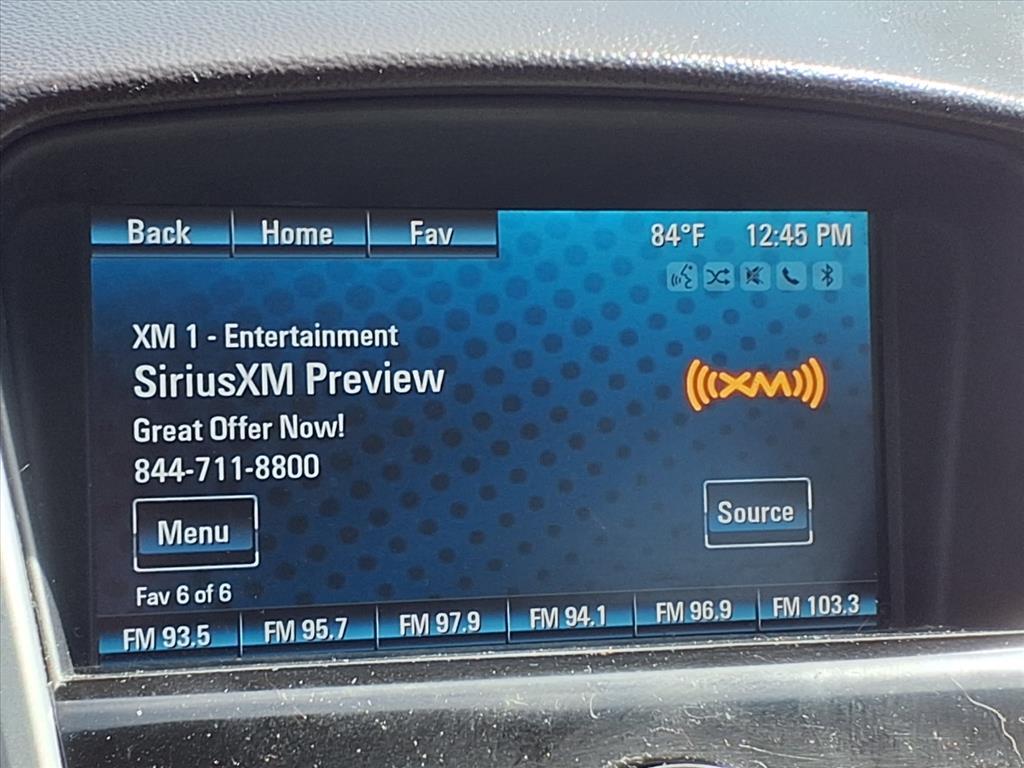 Back Home Fav 84°F 12:45 PM
XM 1 - Entertainment
SiriusXM Preview
XM
Great Offer Now!
844-711-8800
Menu Source
Fav 6 of 6
FM 93.5 FM 95.7 FM 97.9 FM 94.1 FM 96.9 FM 103.3